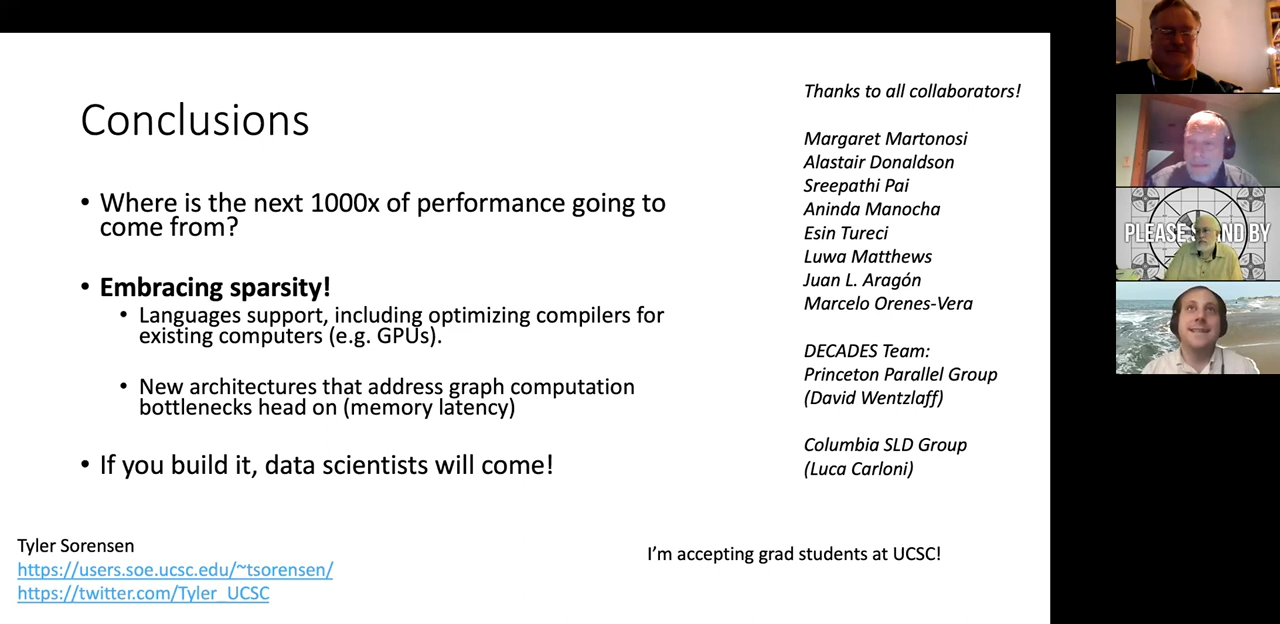 Conclusions
• Where is the next 1000x of performance going to
come from?
• Embracing sparsity!
• Languages support, including optimizing compilers for
existing computers (e.g. GPUs).
• New architectures that address graph computation
bottlenecks head on (memory latency)
• If you build it, data scientists will come!
Thanks to all collaborators!
Margaret Martonosi
Alastair Donaldson
Sreepathi Pai
Aninda Manocha
Esin Tureci
Luwa Matthews
Juan L. Aragón
Marcelo Orenes-Vera
DECADES Team:
Princeton Parallel Group
(David Wentzlaff)
Columbia SLD Group
(Luca Carloni)
Tyler Sorensen
https://users.soe.ucsc.edu/~tsorensen/
https://twitter.com/Tyler_UCSC
I'm accepting grad students at UCSC!
PLEASE ND BY